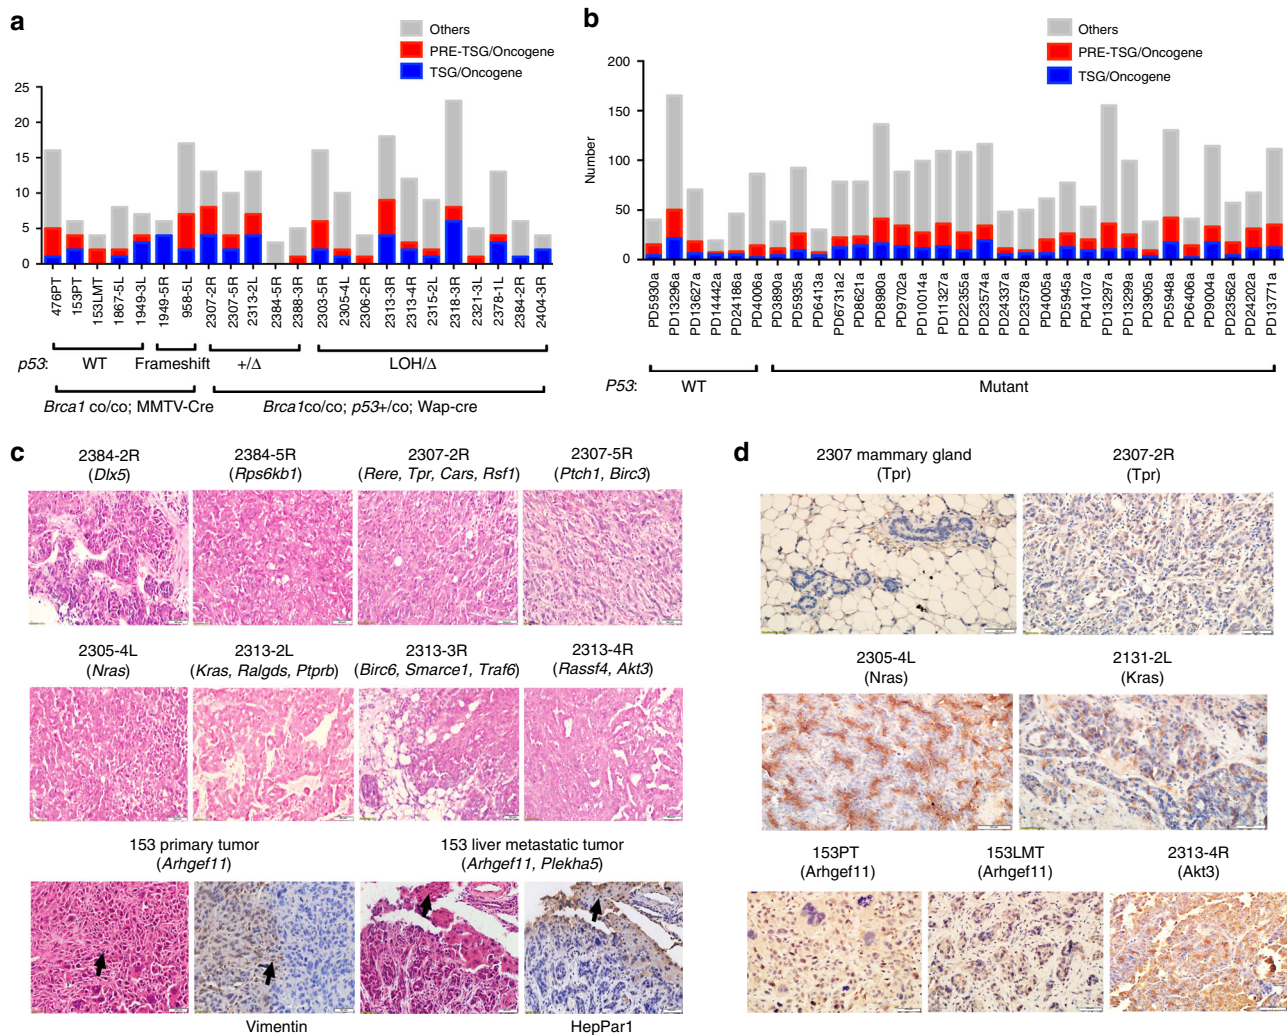 a
Others
PRE-TSG/Oncogene
TSG/Oncogene
25
20
15
10
5
0
476PT
153PT
153LMT
1867-5L
1949-3L
1949-5R
958-5L
2307-2R
2307-5R
2313-2L
2384-5R
2388-3R
2303-5R
2305-4L
2306-2R
2313-3R
2313-4R
2315-2L
2318-3R
2321-3L
2378-1L
2384-2R
2404-3R
p53: WT Frameshift +/Δ LOH/Δ
Brca1 co/co; MMTV-Cre Brca1co/co; p53+/co; Wap-cre
b
Others
PRE-TSG/Oncogene
TSG/Oncogene
Number
200
150
100
50
0
PD5930a
PD13296a
PD13627a
PD14442a
PD24186a
PD4006a
PD3890a
PD5935a
PD6413a
PD6731a2
PD8621a
PD8980a
PD9702a
PD10014a
PD11327a
PD22355a
PD23574a
PD24337a
PD23578a
PD4005a
PD5945a
PD4107a
PD13297a
PD13299a
PD3905a
PD5948a
PD6406a
PD9004a
PD23562a
PD24202a
PD13771a
P53: WT Mutant
c
2384-2R
(Dlx5)
2384-5R
(Rps6kb1)
2307-2R
(Rere, Tpr, Cars, Rsf1)
2307-5R
(Ptch1, Birc3)
2305-4L
(Nras)
2313-2L
(Kras, Ralgds, Ptprb)
2313-3R
(Birc6, Smarce1, Traf6)
2313-4R
(Rassf4, Akt3)
153 primary tumor
(Arhgef11)
153 liver metastatic tumor
(Arhgef11, Plekha5)
Vimentin
HepPar1
d
2307 mammary gland
(Tpr)
2307-2R
(Tpr)
2305-4L
(Nras)
2131-2L
(Kras)
153PT
(Arhgef11)
153LMT
(Arhgef11)
2313-4R
(Akt3)